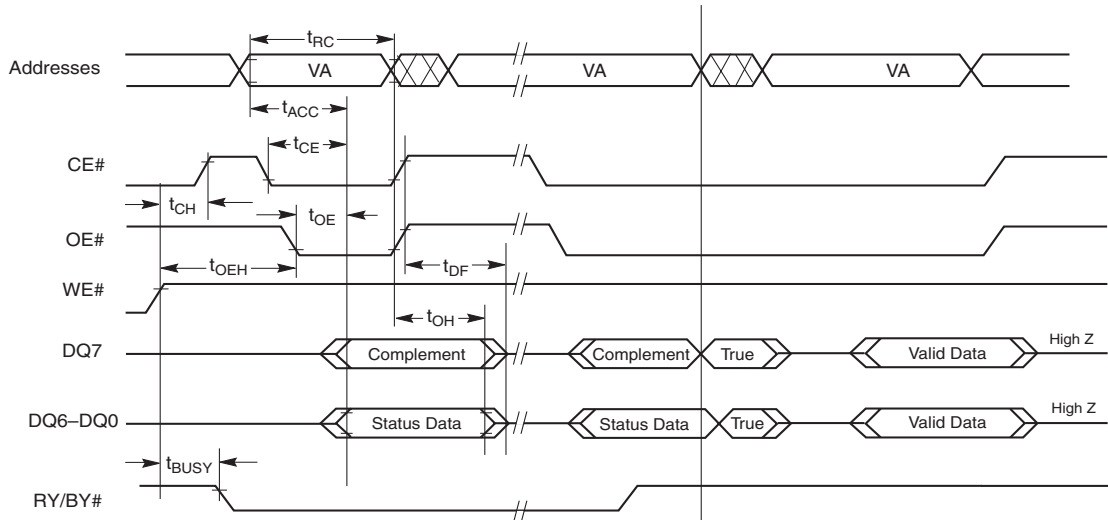 tRC
Addresses VA VA VA
tACC
tCE
CE#
tCH
tOE
OE#
tOEH
tDF
WE#
tOH
DQ7 Complement Complement True Valid Data High Z
DQ6–DQ0 Status Data Status Data True Valid Data High Z
tBUSY
RY/BY#